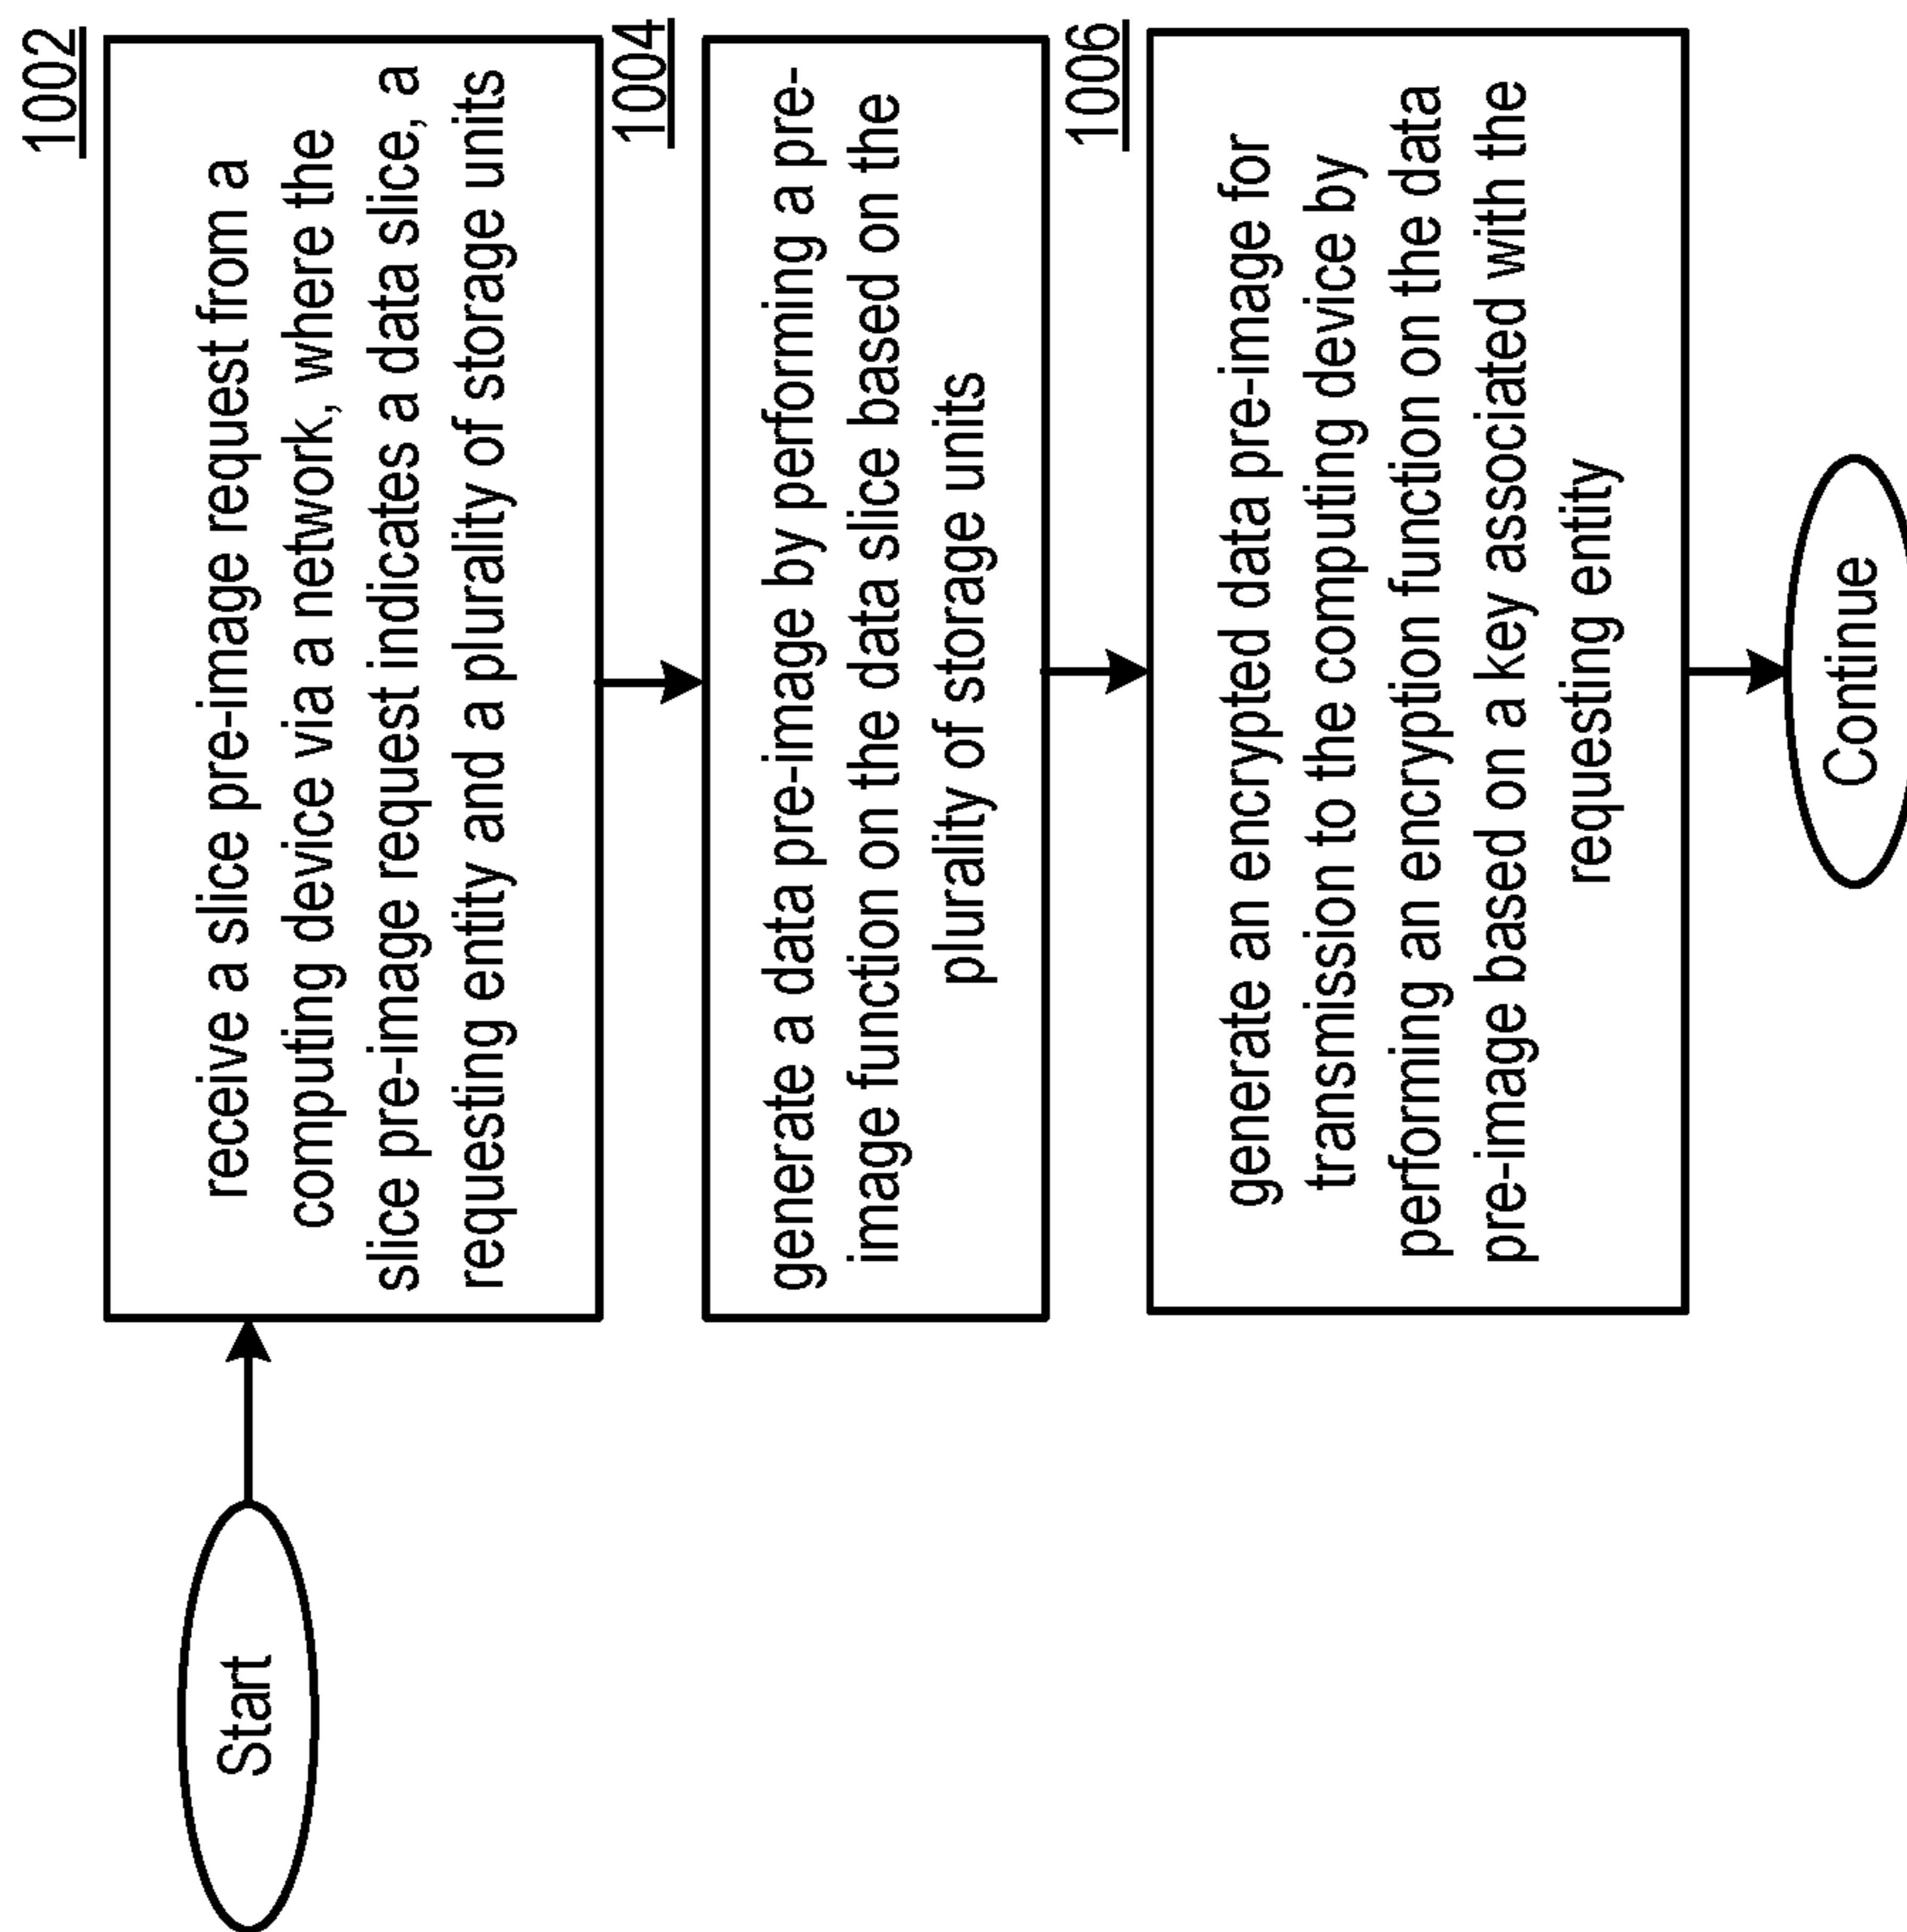 Start
1002
receive a slice pre-image request from a
computing device via a network, where the
slice pre-image request indicates a data slice, a
requesting entity and a plurality of storage units
1004
generate a data pre-image by performing a pre-
image function on the data slice based on the
plurality of storage units
1006
generate an encrypted data pre-image for
transmission to the computing device by
performing an encryption function on the data
pre-image based on a key associated with the
requesting entity
Continue